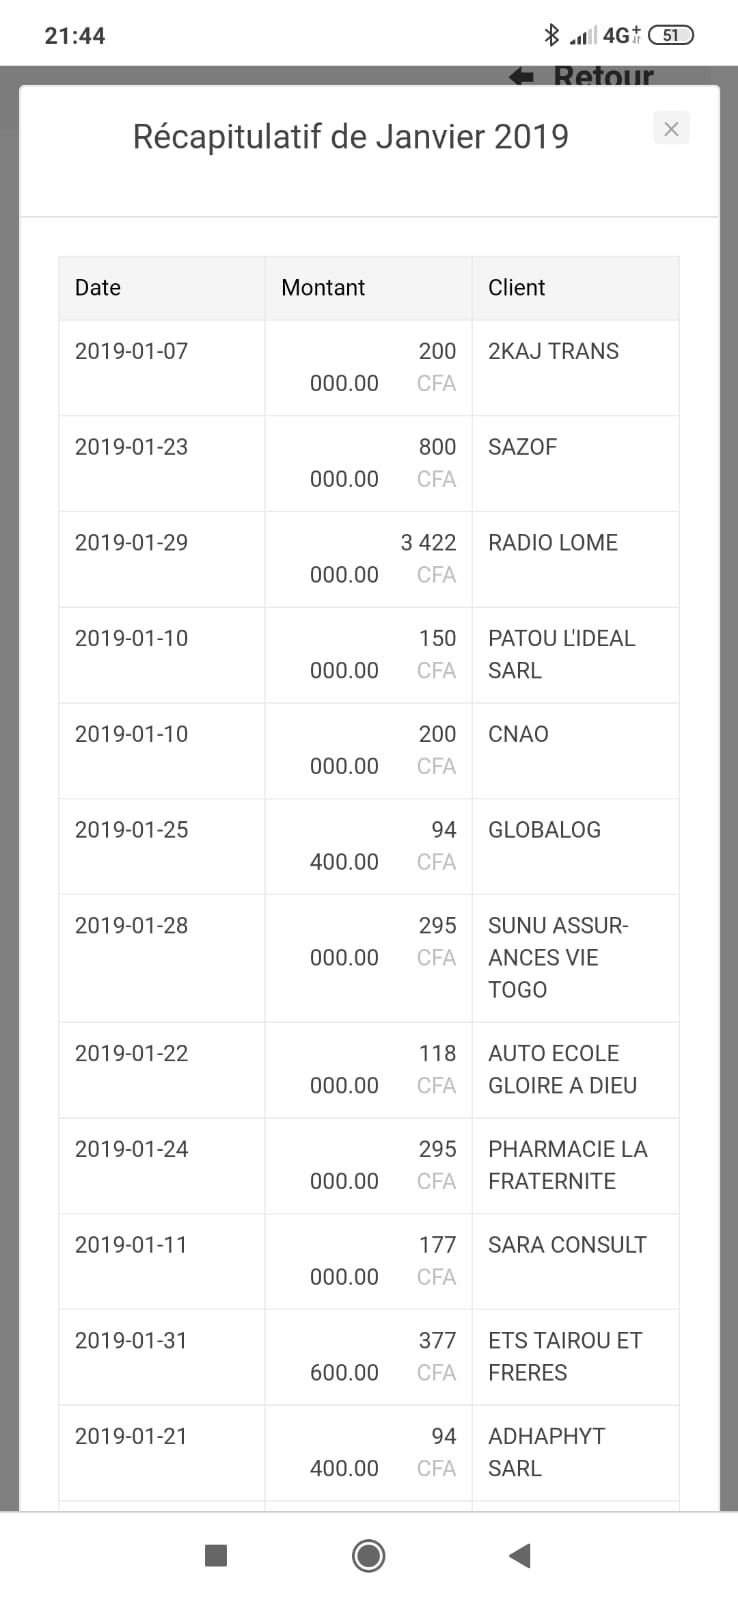 21:44
4G+
51
Retour
Récapitulatif de Janvier 2019
Date Montant Client
2019-01-07 200 2KAJ TRANS
000.00 CFA
2019-01-23 800 SAZOF
000.00 CFA
2019-01-29 3 422 RADIO LOME
000.00 CFA
2019-01-10 150 PATOU L'IDEAL
000.00 CFA SARL
2019-01-10 200 CNAO
000.00 CFA
2019-01-25 94 GLOBALOG
400.00 CFA
2019-01-28 295 SUNU ASSUR-
000.00 CFA ANCES VIE
TOGO
2019-01-22 118 AUTO ECOLE
000.00 CFA GLOIRE A DIEU
2019-01-24 295 PHARMACIE LA
000.00 CFA FRATERNITE
2019-01-11 177 SARA CONSULT
000.00 CFA
2019-01-31 377 ETS TAIROU ET
600.00 CFA FRERES
2019-01-21 94 ADHAPHYT
400.00 CFA SARL